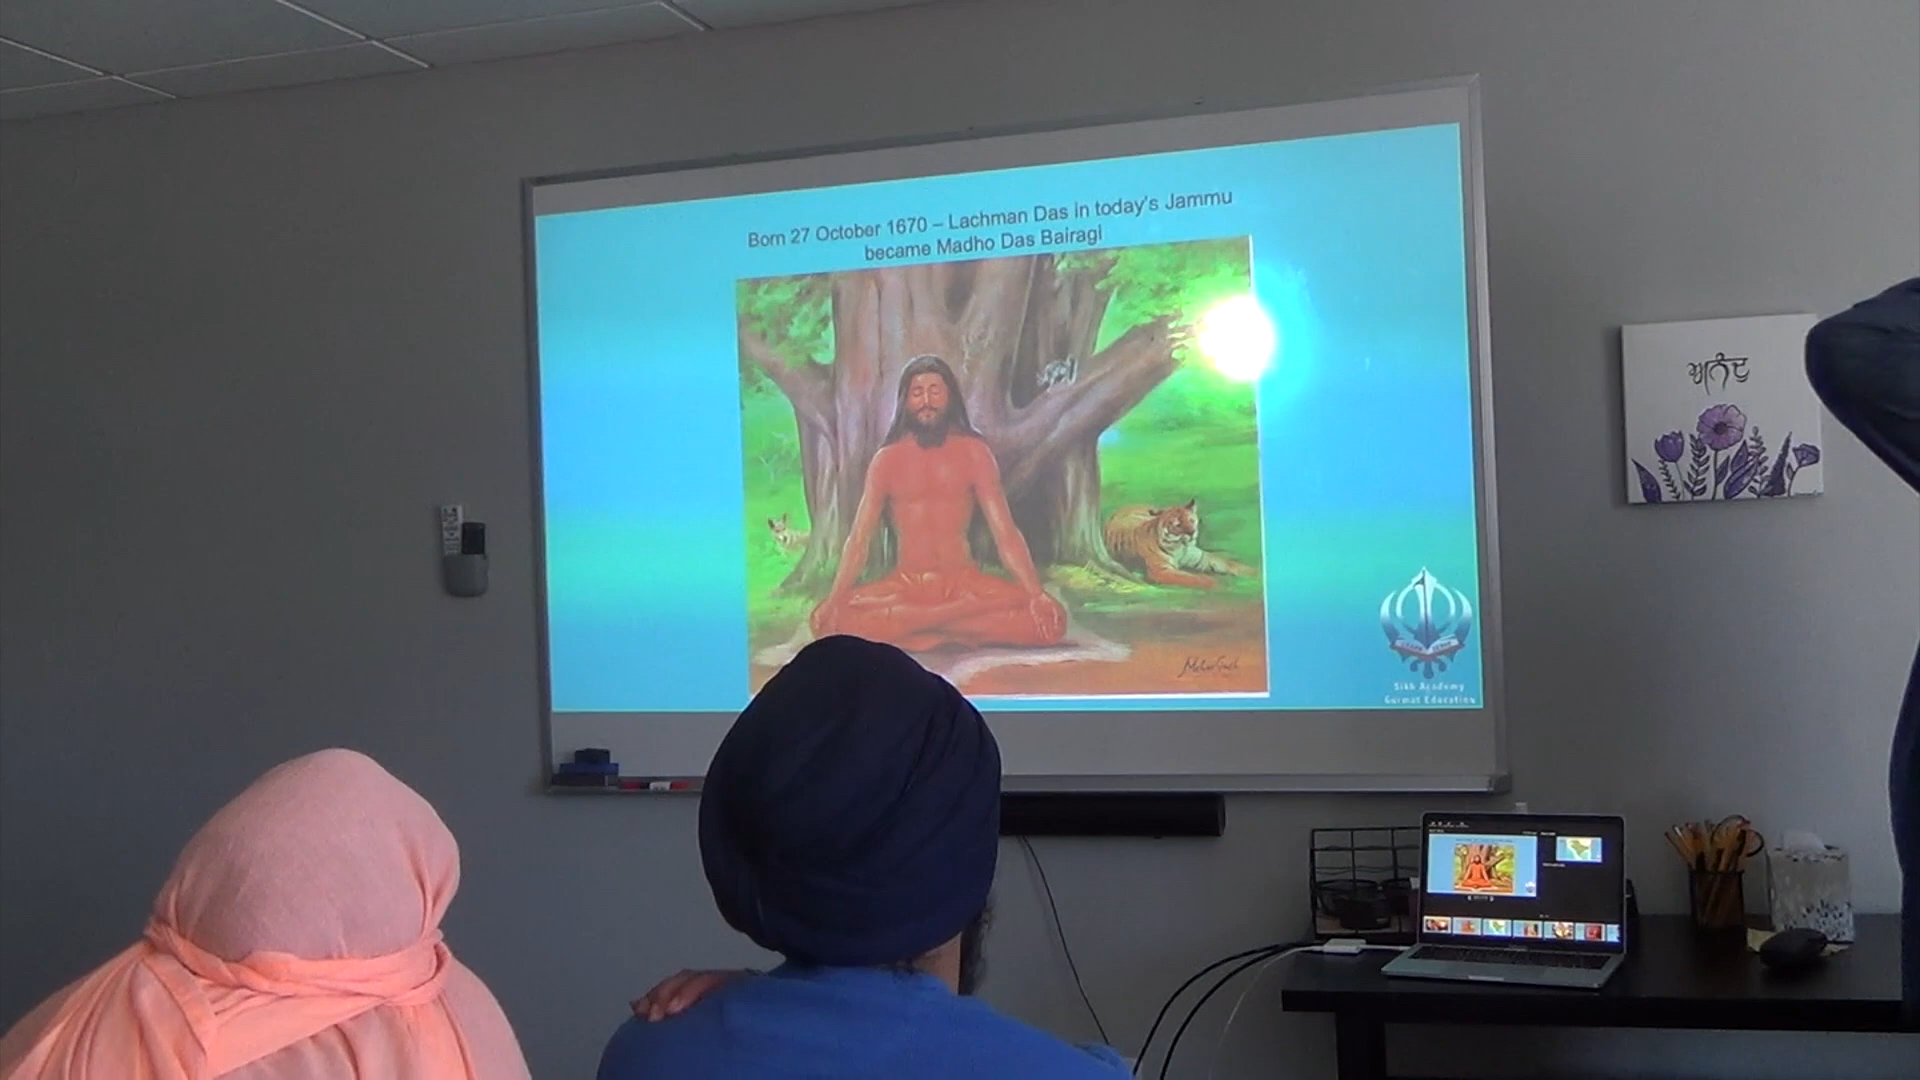 Born 27 October 1670 – Lachman Das in today's Jammu
became Madho Das Bairagi
ਅਨੰਦੁ
Sikh Academy
Gurmat Education